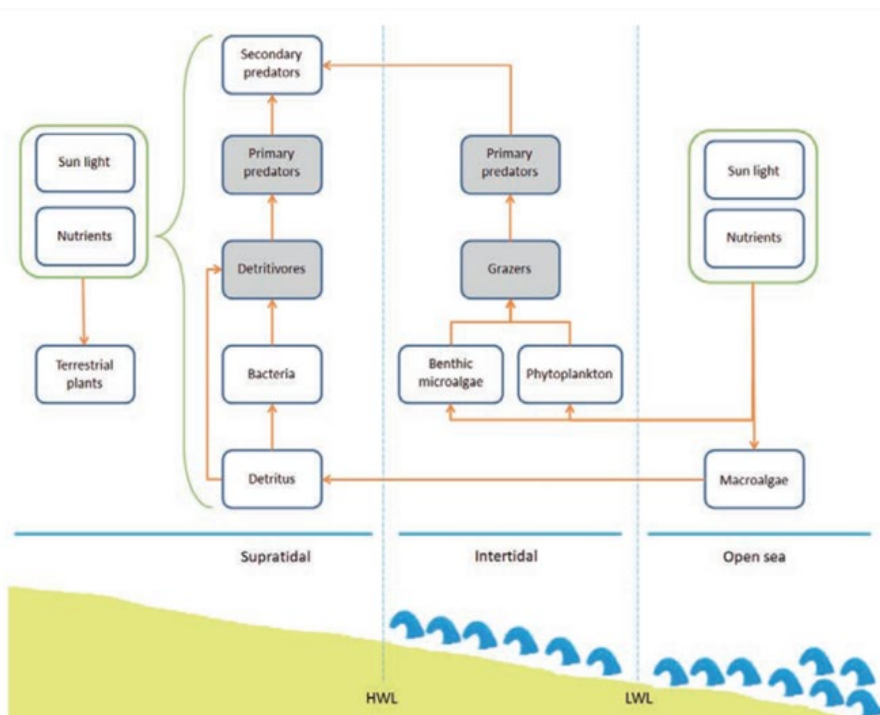 Secondary
predators
Sun light
Nutrients
Terrestrial
plants
Primary
predators
Detritivores
Bacteria
Detritus
Primary
predators
Grazers
Benthic
microalgae
Phytoplankton
Sun light
Nutrients
Macroalgae
Supratidal
Intertidal
Open sea
HWL
LWL